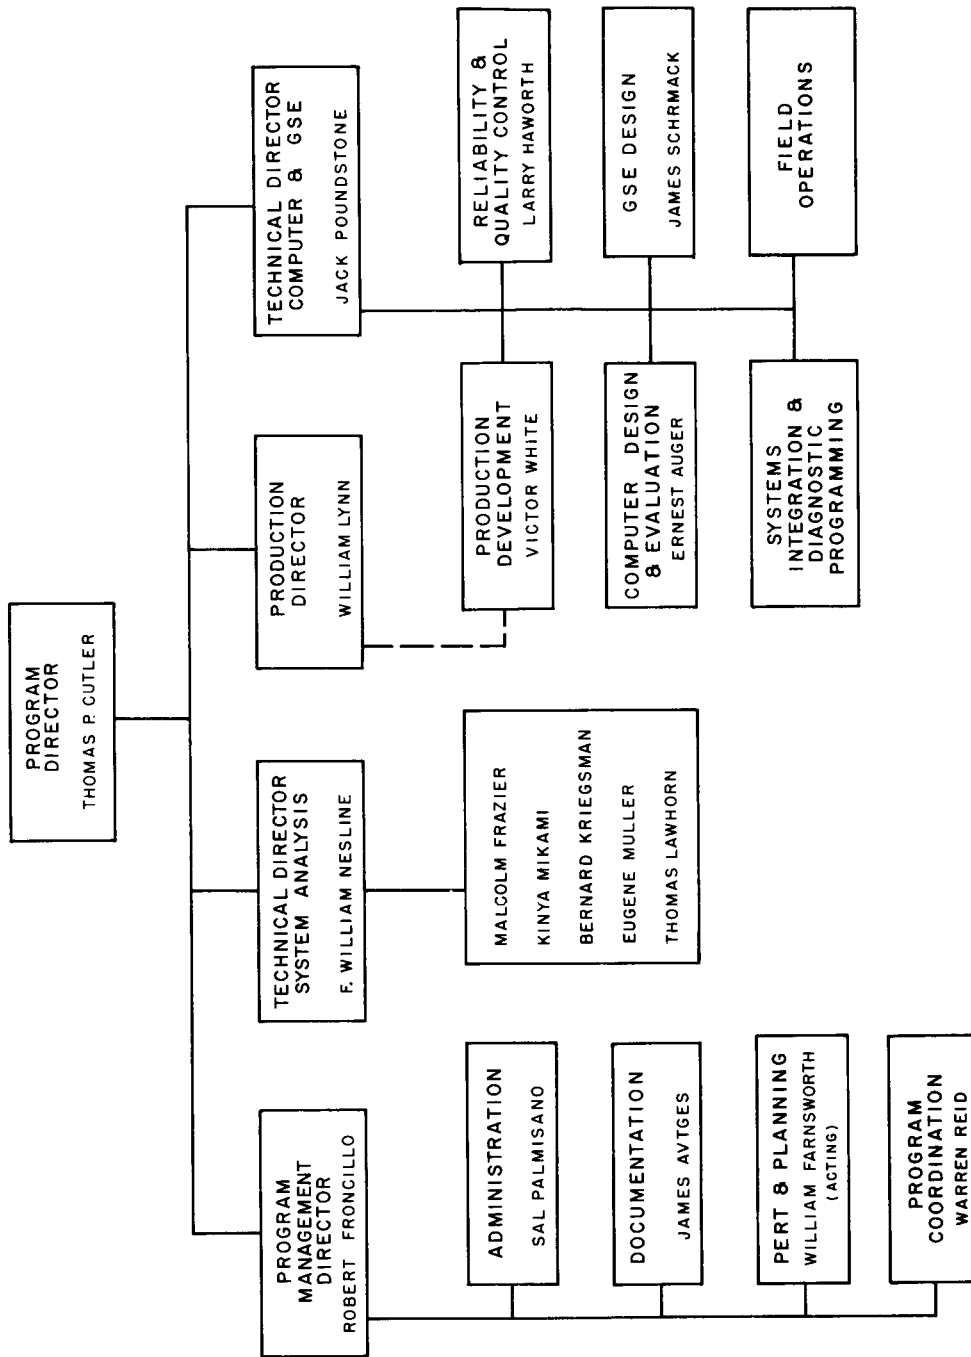 PROGRAM
DIRECTOR
THOMAS P. CUTLER
PROGRAM
MANAGEMENT
DIRECTOR
ROBERT FRONCILLO
TECHNICAL DIRECTOR
SYSTEM ANALYSIS
F. WILLIAM NESLINE
PRODUCTION
DIRECTOR
WILLIAM LYNN
TECHNICAL DIRECTOR
COMPUTER & GSE
JACK POUNDSTONE
ADMINISTRATION
SAL PALMISANO
DOCUMENTATION
JAMES AVTGES
PERT & PLANNING
WILLIAM FARNSWORTH
(ACTING)
PROGRAM
COORDINATION
WARREN REID
MALCOLM FRAZIER
KINYA MIKAMI
BERNARD KRIEGSMAN
EUGENE MULLER
THOMAS LAWHORN
PRODUCTION
DEVELOPMENT
VICTOR WHITE
RELIABILITY &
QUALITY CONTROL
LARRY HAWORTH
COMPUTER DESIGN
& EVALUATION
ERNEST AUGER
GSE DESIGN
JAMES SCHRMACK
SYSTEMS
INTEGRATION &
DIAGNOSTIC
PROGRAMMING
FIELD
OPERATIONS